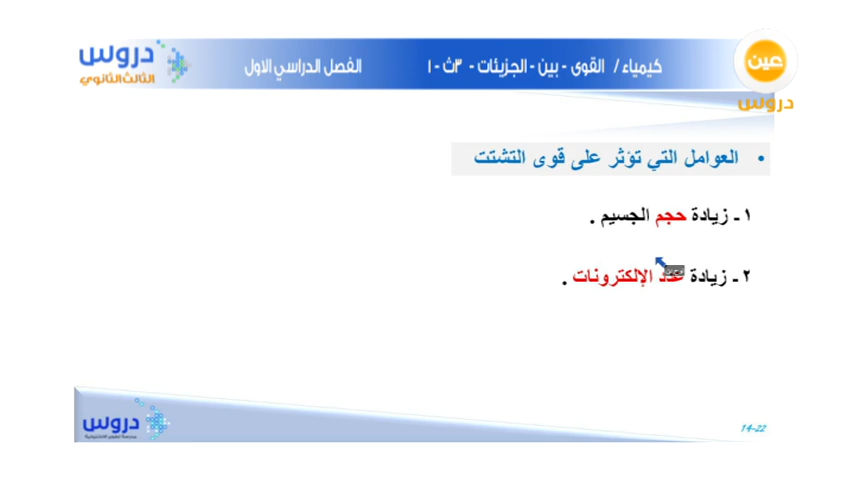 عين
دروس
كيمياء / القوى - بين - الجزيئات - ٣ث - ١
الفصل الدراسي الاول
دروس
الثالث الثانوي
• العوامل التي تؤثر على قوى التشتت
١ ـ زيادة حجم الجسيم .
٢ ـ زيادة عدد الإلكترونات .
دروس
14-22